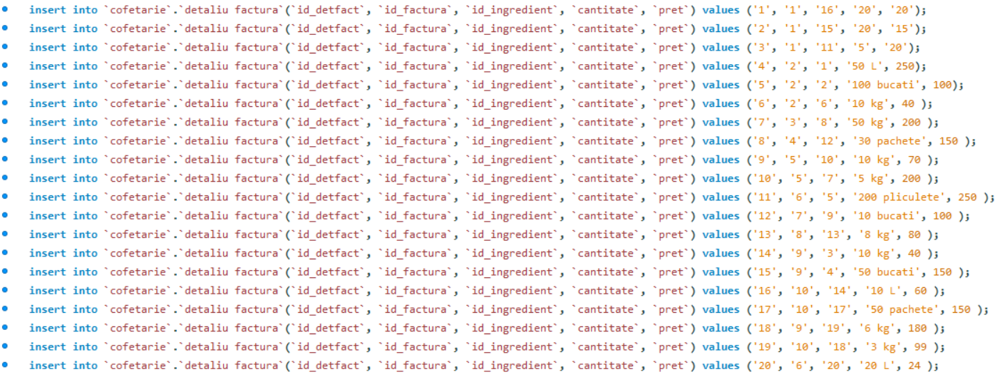 insert into `cofetarie`.`detaliu factura`(`id_detfact`, `id_factura`, `id_ingredient`, `cantitate`, `pret`) values ('1', '1', '16', '20', '20');
insert into `cofetarie`.`detaliu factura`(`id_detfact`, `id_factura`, `id_ingredient`, `cantitate`, `pret`) values ('2', '1', '15', '20', '15');
insert into `cofetarie`.`detaliu factura`(`id_detfact`, `id_factura`, `id_ingredient`, `cantitate`, `pret`) values ('3', '1', '11', '5', '20');
insert into `cofetarie`.`detaliu factura`(`id_detfact`, `id_factura`, `id_ingredient`, `cantitate`, `pret`) values ('4', '2', '1', '50 L', 250);
insert into `cofetarie`.`detaliu factura`(`id_detfact`, `id_factura`, `id_ingredient`, `cantitate`, `pret`) values ('5', '2', '2', '100 bucati', 100);
insert into `cofetarie`.`detaliu factura`(`id_detfact`, `id_factura`, `id_ingredient`, `cantitate`, `pret`) values ('6', '2', '6', '10 kg', 40 );
insert into `cofetarie`.`detaliu factura`(`id_detfact`, `id_factura`, `id_ingredient`, `cantitate`, `pret`) values ('7', '3', '8', '50 kg', 200 );
insert into `cofetarie`.`detaliu factura`(`id_detfact`, `id_factura`, `id_ingredient`, `cantitate`, `pret`) values ('8', '4', '12', '30 pachete', 150 );
insert into `cofetarie`.`detaliu factura`(`id_detfact`, `id_factura`, `id_ingredient`, `cantitate`, `pret`) values ('9', '5', '10', '10 kg', 70 );
insert into `cofetarie`.`detaliu factura`(`id_detfact`, `id_factura`, `id_ingredient`, `cantitate`, `pret`) values ('10', '5', '7', '5 kg', 200 );
insert into `cofetarie`.`detaliu factura`(`id_detfact`, `id_factura`, `id_ingredient`, `cantitate`, `pret`) values ('11', '6', '5', '200 pliculete', 250 );
insert into `cofetarie`.`detaliu factura`(`id_detfact`, `id_factura`, `id_ingredient`, `cantitate`, `pret`) values ('12', '7', '9', '10 bucati', 100 );
insert into `cofetarie`.`detaliu factura`(`id_detfact`, `id_factura`, `id_ingredient`, `cantitate`, `pret`) values ('13', '8', '13', '8 kg', 80 );
insert into `cofetarie`.`detaliu factura`(`id_detfact`, `id_factura`, `id_ingredient`, `cantitate`, `pret`) values ('14', '9', '3', '10 kg', 40 );
insert into `cofetarie`.`detaliu factura`(`id_detfact`, `id_factura`, `id_ingredient`, `cantitate`, `pret`) values ('15', '9', '4', '50 bucati', 150 );
insert into `cofetarie`.`detaliu factura`(`id_detfact`, `id_factura`, `id_ingredient`, `cantitate`, `pret`) values ('16', '10', '14', '10 L', 60 );
insert into `cofetarie`.`detaliu factura`(`id_detfact`, `id_factura`, `id_ingredient`, `cantitate`, `pret`) values ('17', '10', '17', '50 pachete', 150 );
insert into `cofetarie`.`detaliu factura`(`id_detfact`, `id_factura`, `id_ingredient`, `cantitate`, `pret`) values ('18', '9', '19', '6 kg', 180 );
insert into `cofetarie`.`detaliu factura`(`id_detfact`, `id_factura`, `id_ingredient`, `cantitate`, `pret`) values ('19', '10', '18', '3 kg', 99 );
insert into `cofetarie`.`detaliu factura`(`id_detfact`, `id_factura`, `id_ingredient`, `cantitate`, `pret`) values ('20', '6', '20', '20 L', 24 );